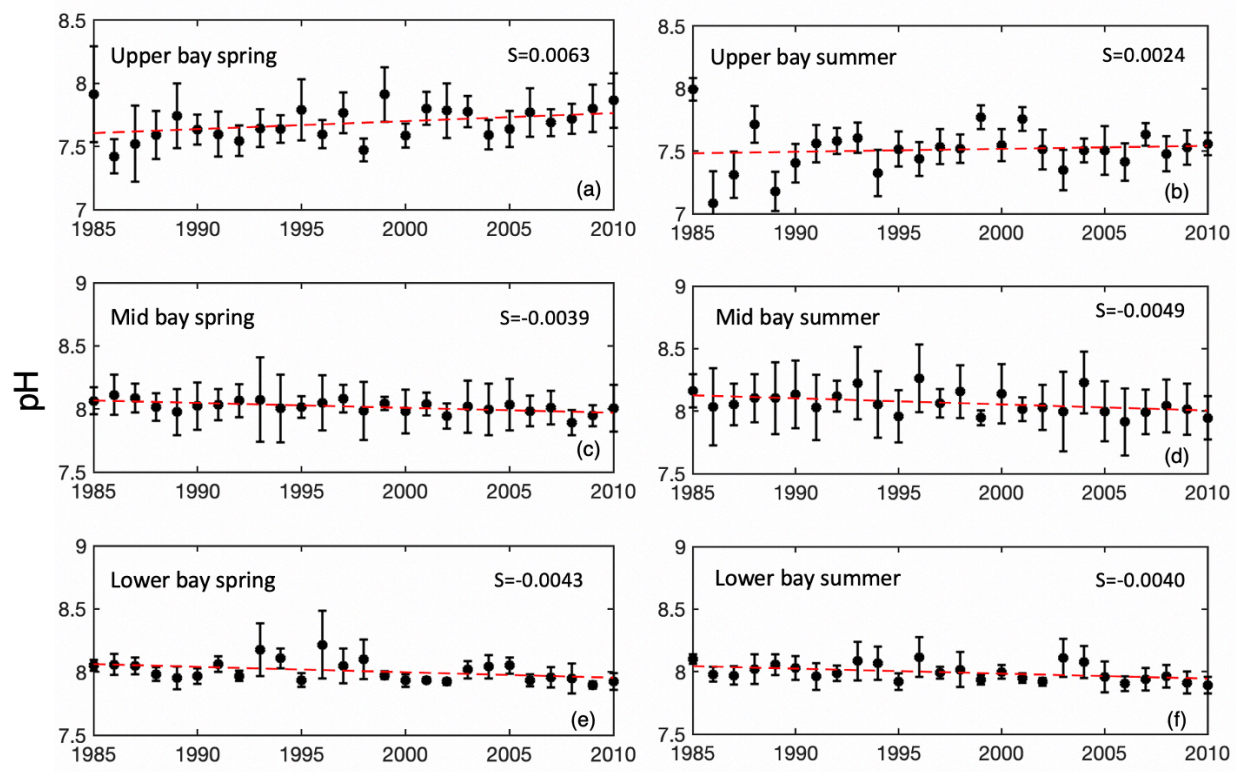 8.5
Upper bay spring
S=0.0063
8
7.5
(a)
7
1985 1990 1995 2000 2005 2010
8.5
Upper bay summer
S=0.0024
8
7.5
(b)
7
1985 1990 1995 2000 2005 2010
pH
9
Mid bay spring
S=-0.0039
8.5
8
(c)
7.5
1985 1990 1995 2000 2005 2010
9
Mid bay summer
S=-0.0049
8.5
8
(d)
7.5
1985 1990 1995 2000 2005 2010
9
Lower bay spring
S=-0.0043
8.5
8
(e)
7.5
1985 1990 1995 2000 2005 2010
9
Lower bay summer
S=-0.0040
8.5
8
(f)
7.5
1985 1990 1995 2000 2005 2010